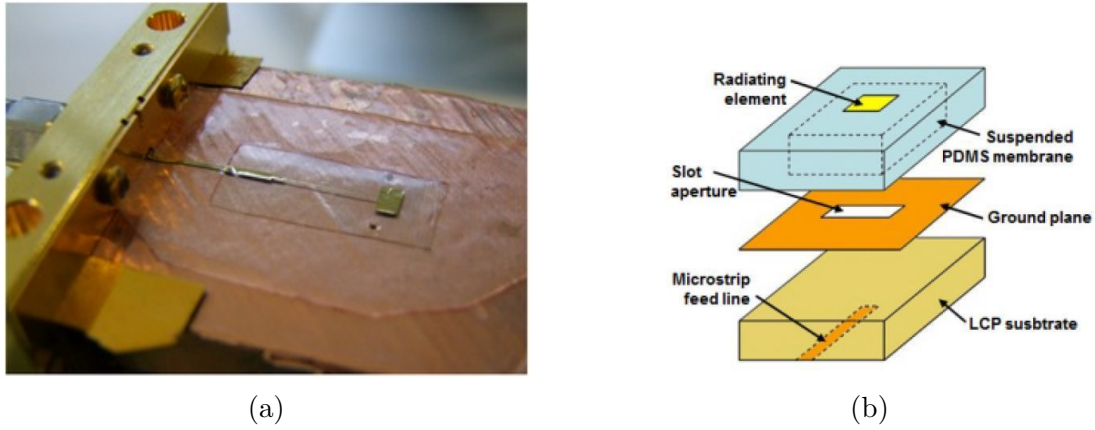 Radiating
element
Suspended
PDMS membrane
Slot
aperture
Ground plane
Microstrip
feed line
LCP susbtrate
(a)
(b)